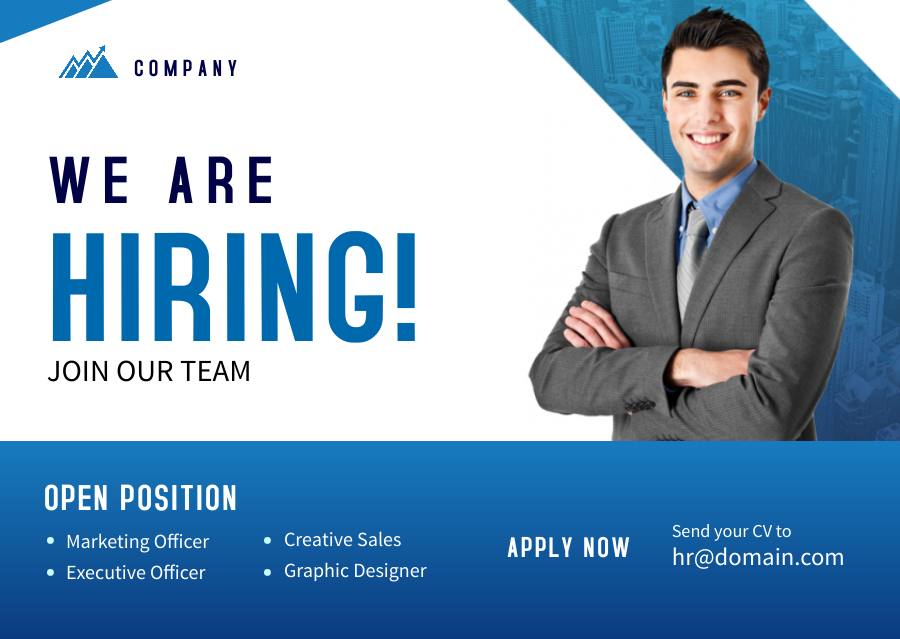 COMPANY
WE ARE
HIRING!
JOIN OUR TEAM
OPEN POSITION
Marketing Officer
Executive Officer
Creative Sales
Graphic Designer
APPLY NOW
Send your CV to
hr@domain.com